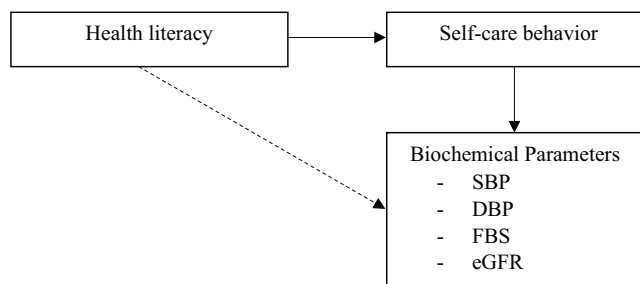 Health literacy
Self-care behavior
Biochemical Parameters
- SBP
- DBP
- FBS
- eGFR